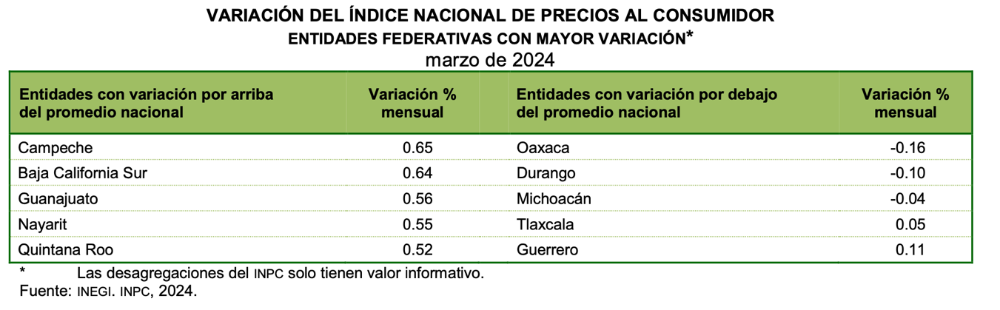 VARIACIÓN DEL ÍNDICE NACIONAL DE PRECIOS AL CONSUMIDOR
ENTIDADES FEDERATIVAS CON MAYOR VARIACIÓN*
marzo de 2024
Entidades con variación por arriba del promedio nacional | Variación % mensual | Entidades con variación por debajo del promedio nacional | Variación % mensual
Campeche 0.65 Oaxaca -0.16
Baja California Sur 0.64 Durango -0.10
Guanajuato 0.56 Michoacán -0.04
Nayarit 0.55 Tlaxcala 0.05
Quintana Roo 0.52 Guerrero 0.11
* Las desagregaciones del INPC solo tienen valor informativo.
Fuente: INEGI. INPC, 2024.